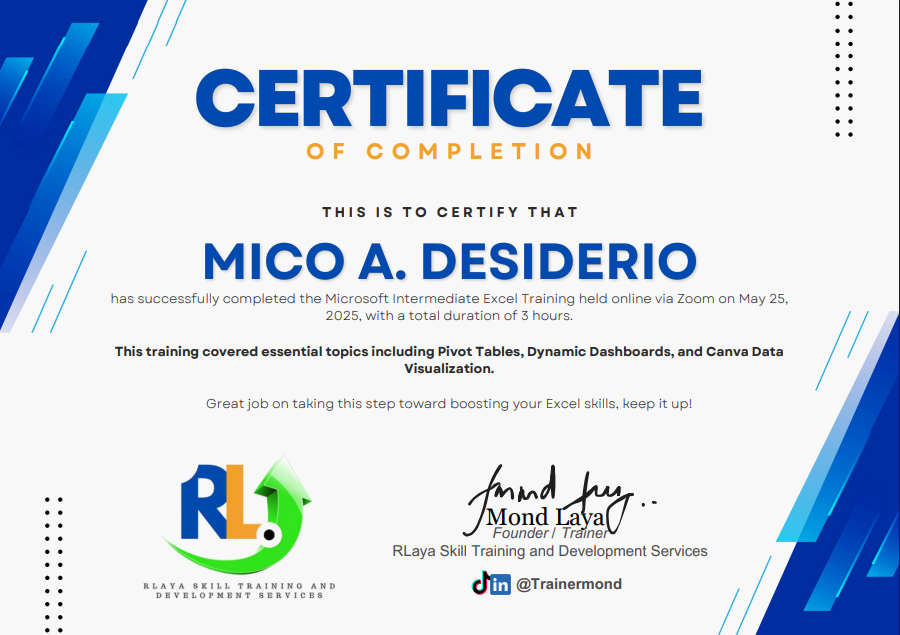 CERTIFICATE
OF COMPLETION
THIS IS TO CERTIFY THAT
MICO A. DESIDERIO
has successfully completed the Microsoft Intermediate Excel Training held online via Zoom on May 25,
2025, with a total duration of 3 hours.
This training covered essential topics including Pivot Tables, Dynamic Dashboards, and Canva Data
Visualization.
Great job on taking this step toward boosting your Excel skills, keep it up!
RL.
RLAYA SKILL TRAINING AND
DEVELOPMENT SERVICES
Mond Laya
Founder / Trainer
RLaya Skill Training and Development Services
in @Trainermond